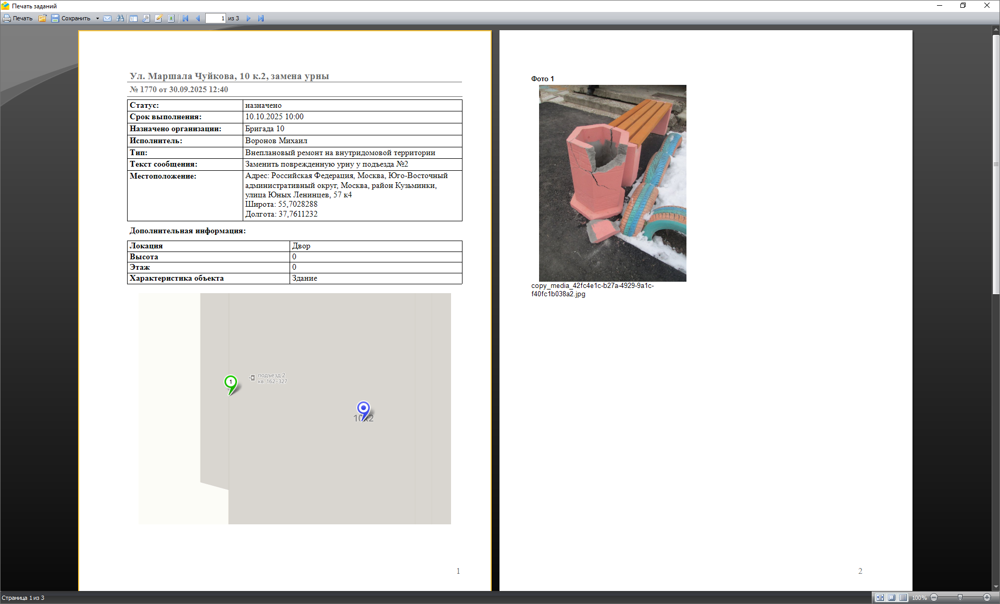 Печать заданий
Печать
Сохранить
1 из 3
Ул. Маршала Чуйкова, 10 к.2, замена урны
№ 1770 от 30.09.2025 12:40
Статус: назначено
Срок выполнения: 10.10.2025 10:00
Назначено организации: Бригада 10
Исполнитель: Воронов Михаил
Тип: Внеплановый ремонт на внутридомовой территории
Текст сообщения: Заменить поврежденную урну у подъезда №2
Местоположение: Адрес: Российская Федерация, Москва, Юго-Восточный
административный округ, Москва, район Кузьминки,
улица Юных Ленинцев, 57 к4
Широта: 55,7028288
Долгота: 37,7611232
Дополнительная информация:
Локация Двор
Высота 0
Этаж 0
Характеристика объекта Здание
1
подъезд 2
кв. 162-327
10к2
1
Фото 1
copy_media_42fc4e1c-b27a-4929-9a1c-
f40fc1b038a2.jpg
2
Страница 1 из 3
100%